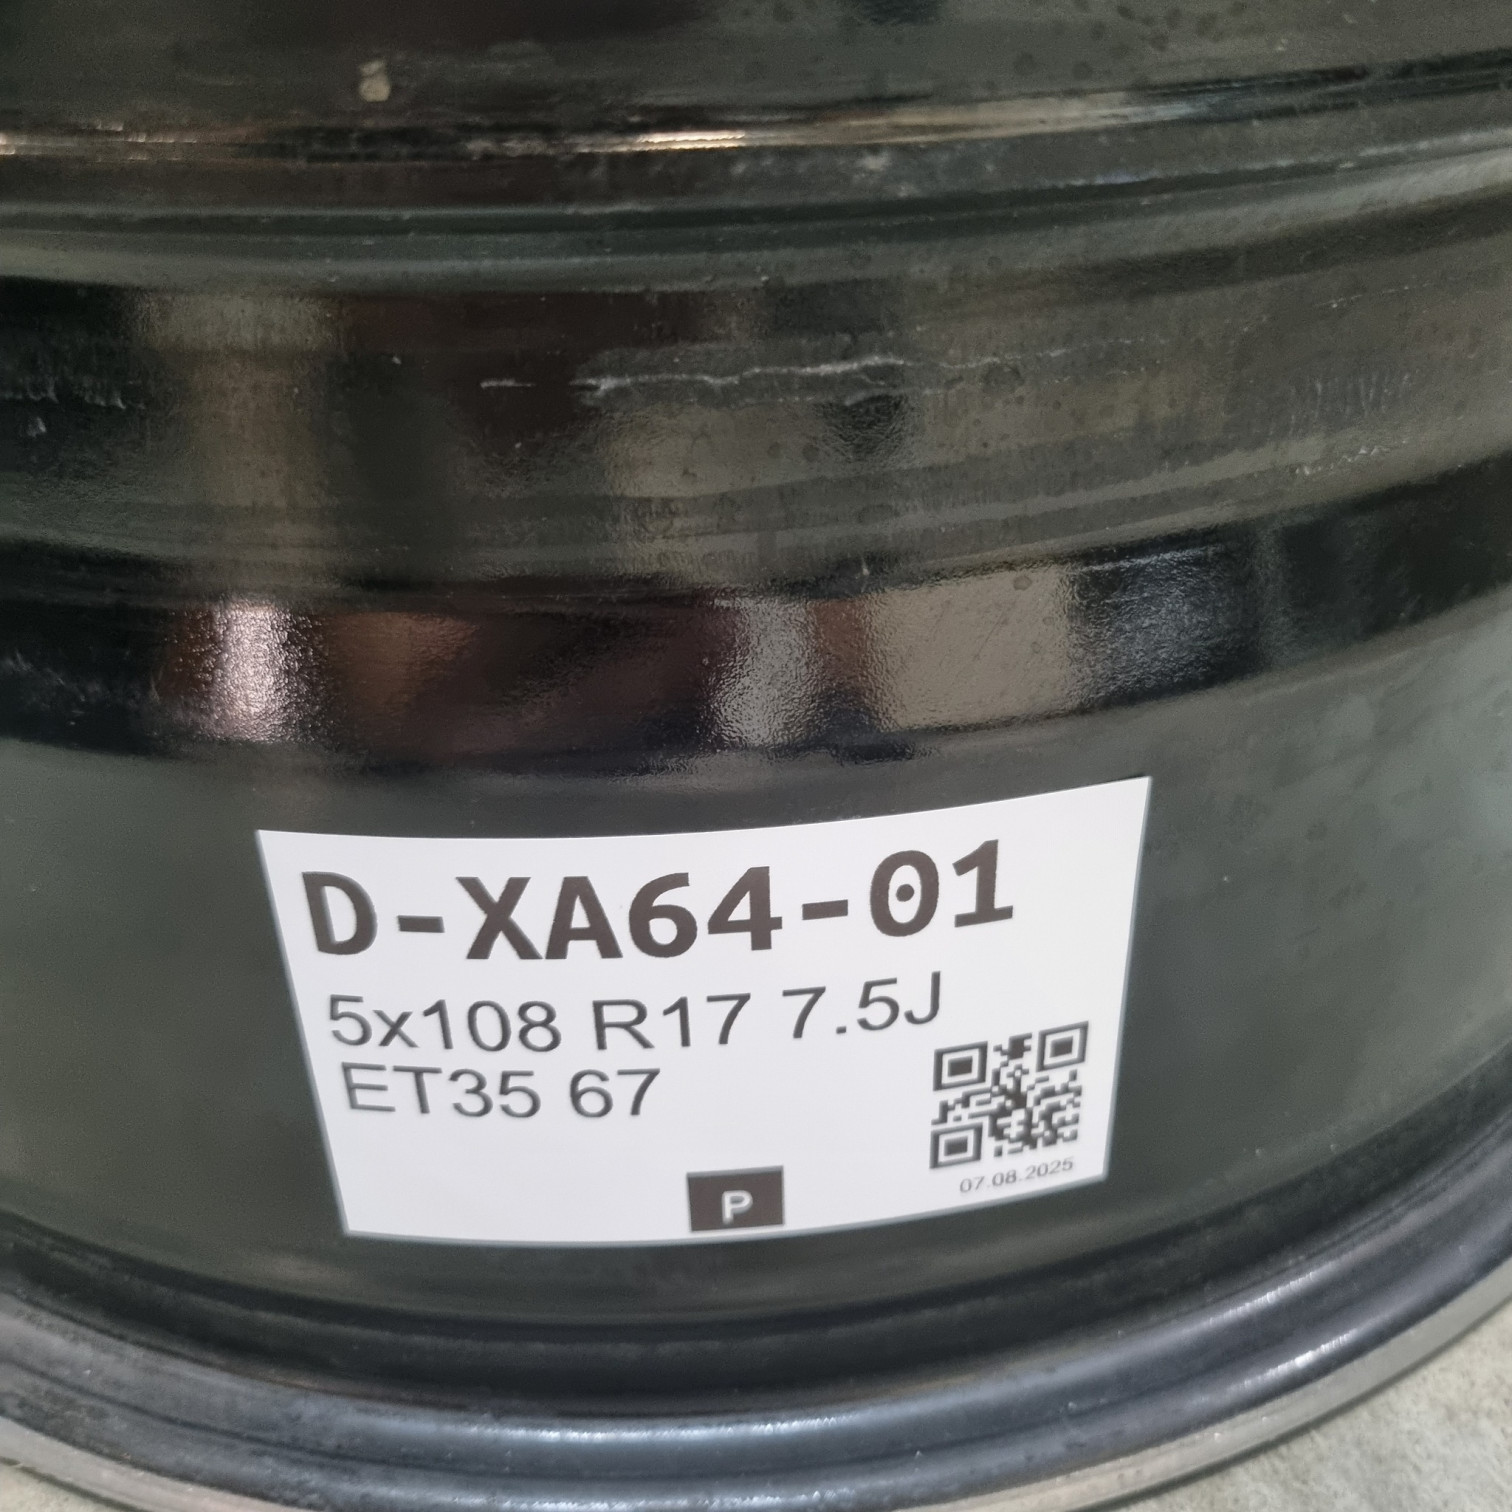 D-XA64-01
5x108 R17 7.5J
ET35 67
07.08.2025
P